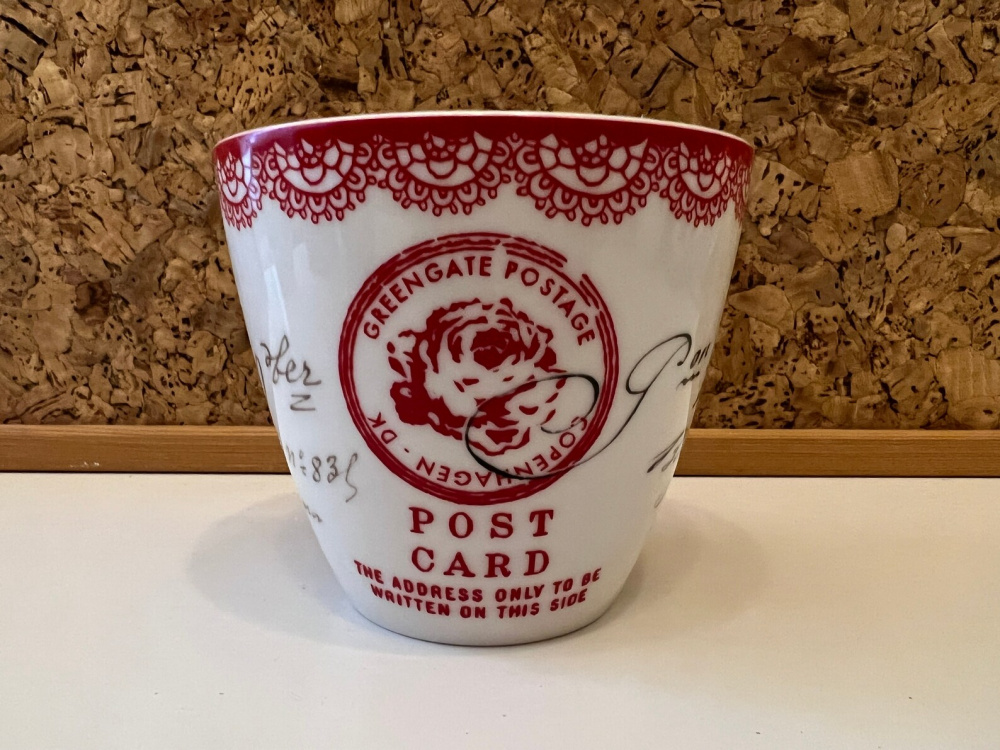 GREENGATE POSTAGE
COPENHAGEN - DK
POST
CARD
THE ADDRESS ONLY TO BE
WRITTEN ON THIS SIDE